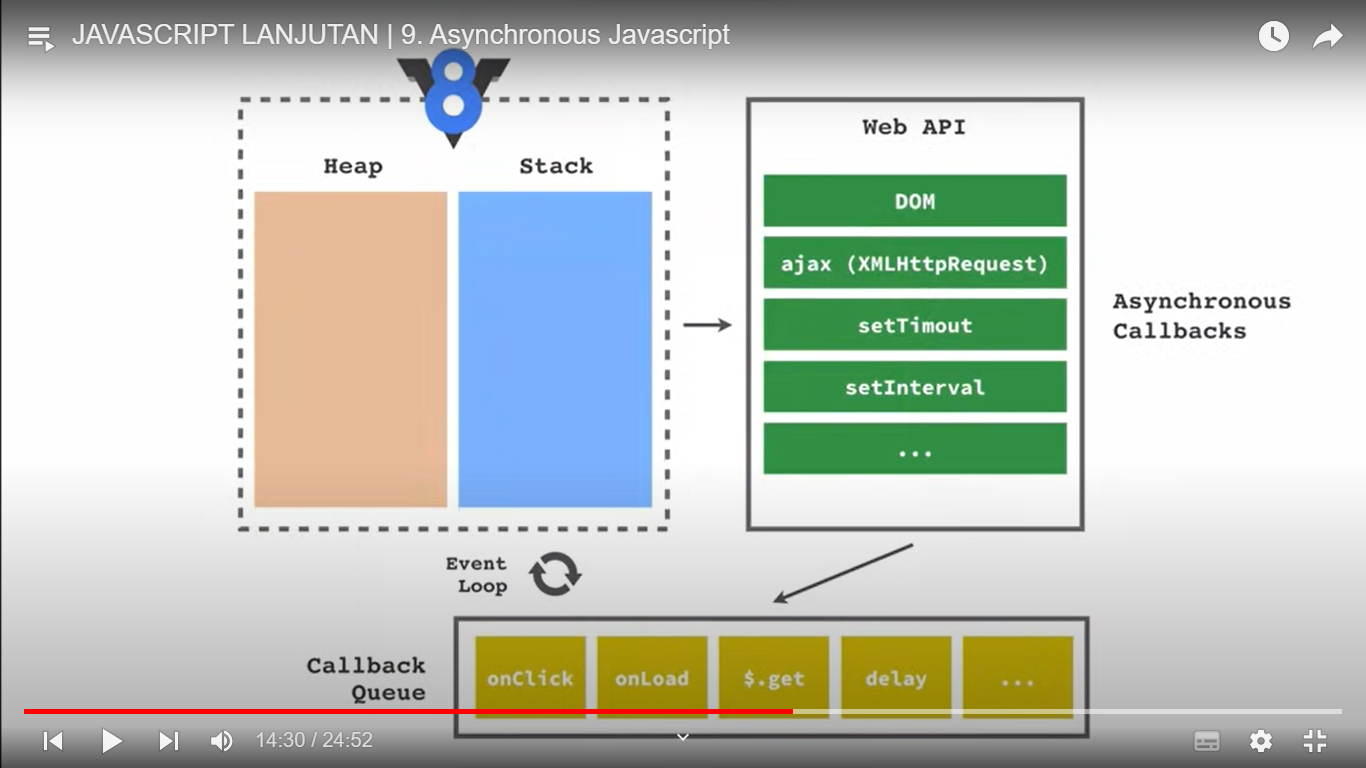 JAVASCRIPT LANJUTAN | 9. Asynchronous Javascript
8
Heap
Stack
Web API
DOM
ajax (XMLHttpRequest)
setTimout
setInterval
...
Asynchronous
Callbacks
Event
Loop
Callback
Queue
onClick
onLoad
$.get
delay
...
14:30 / 24:52